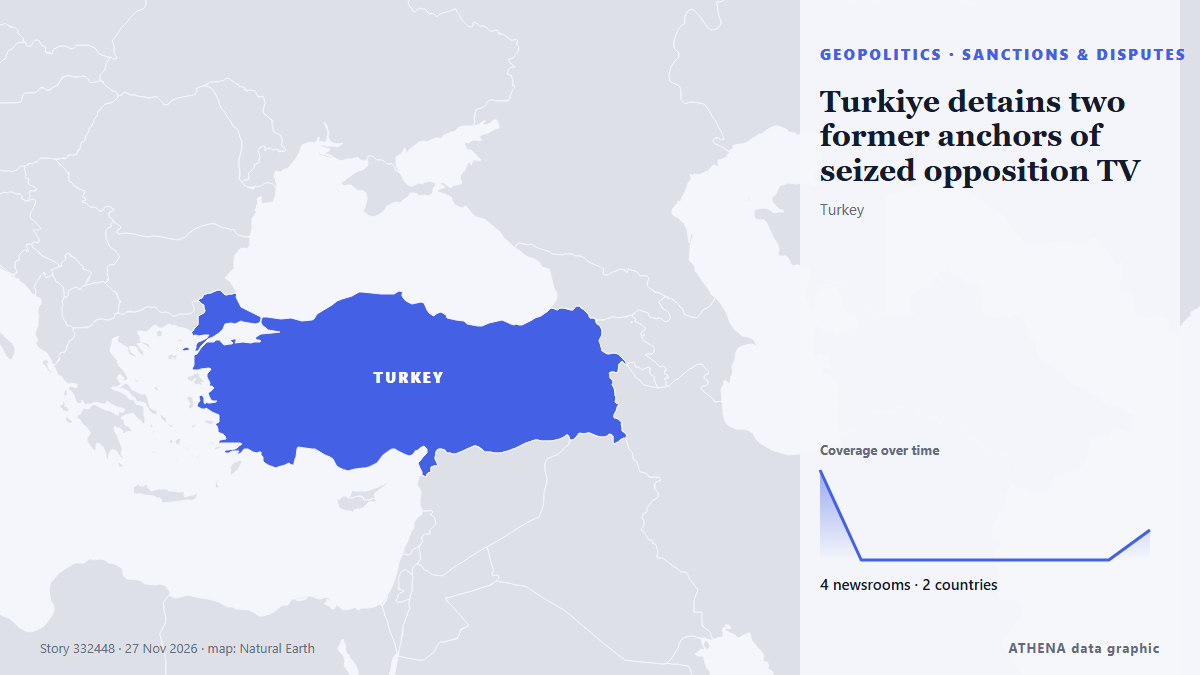 GEOPOLITICS · SANCTIONS & DISPUTES
Turkiye detains two
former anchors of
seized opposition TV
Turkey
TURKEY
Coverage over time
4 newsrooms · 2 countries
Story 332448 · 27 Nov 2026 · map: Natural Earth
ATHENA data graphic